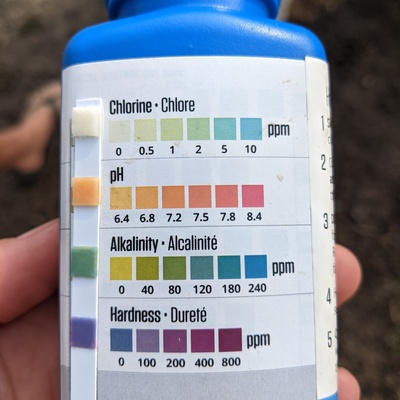 Chlorine • Chlore
ppm
0 0.5 1 2 5 10
pH
6.4 6.8 7.2 7.5 7.8 8.4
Alkalinity • Alcalinité
ppm
0 40 80 120 180 240
Hardness • Dureté
ppm
0 100 200 400 800
1
2
3
4
5